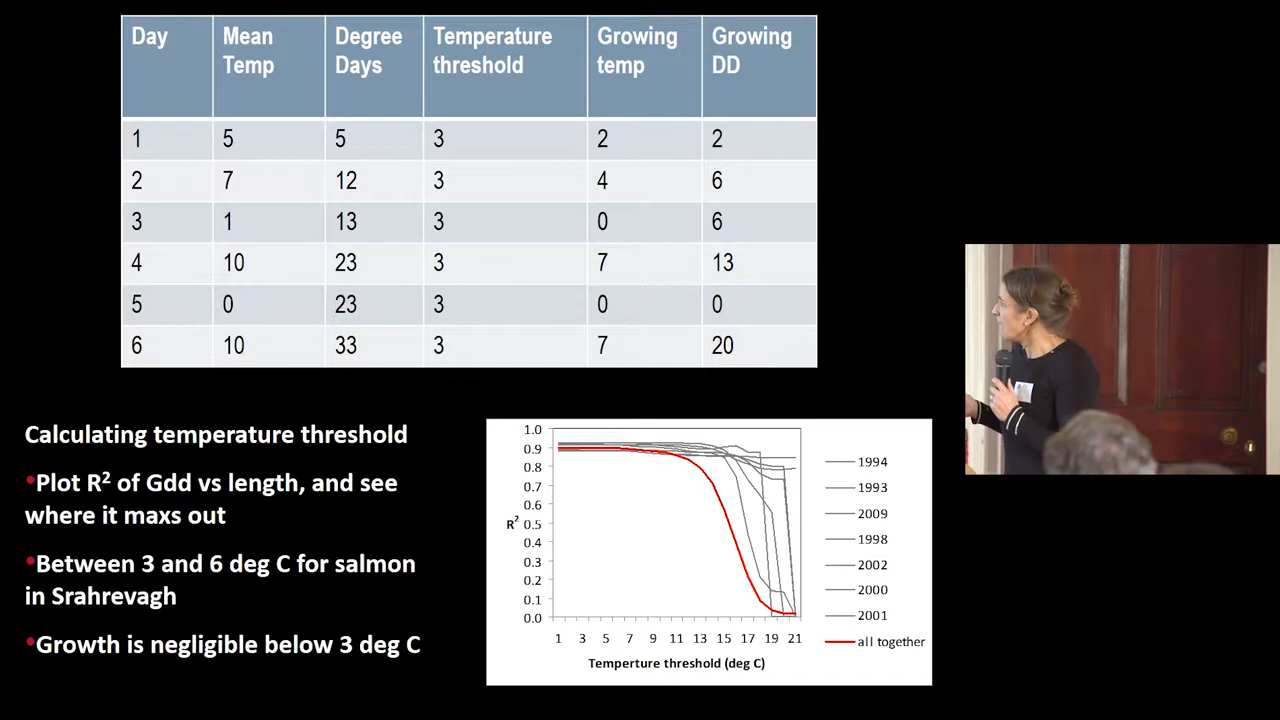 Day Mean Temp Degree Days Temperature threshold Growing temp Growing DD
1 5 5 3 2 2
2 7 12 3 4 6
3 1 13 3 0 6
4 10 23 3 7 13
5 0 23 3 0 0
6 10 33 3 7 20
Calculating temperature threshold
•Plot R² of Gdd vs length, and see
where it maxs out
•Between 3 and 6 deg C for salmon
in Srahrevagh
•Growth is negligible below 3 deg C
1.0
0.9
0.8
0.7
0.6
0.5
0.4
0.3
0.2
0.1
0.0
R²
1 3 5 7 9 11 13 15 17 19 21
Temperture threshold (deg C)
1994
1993
2009
1998
2002
2000
2001
all together